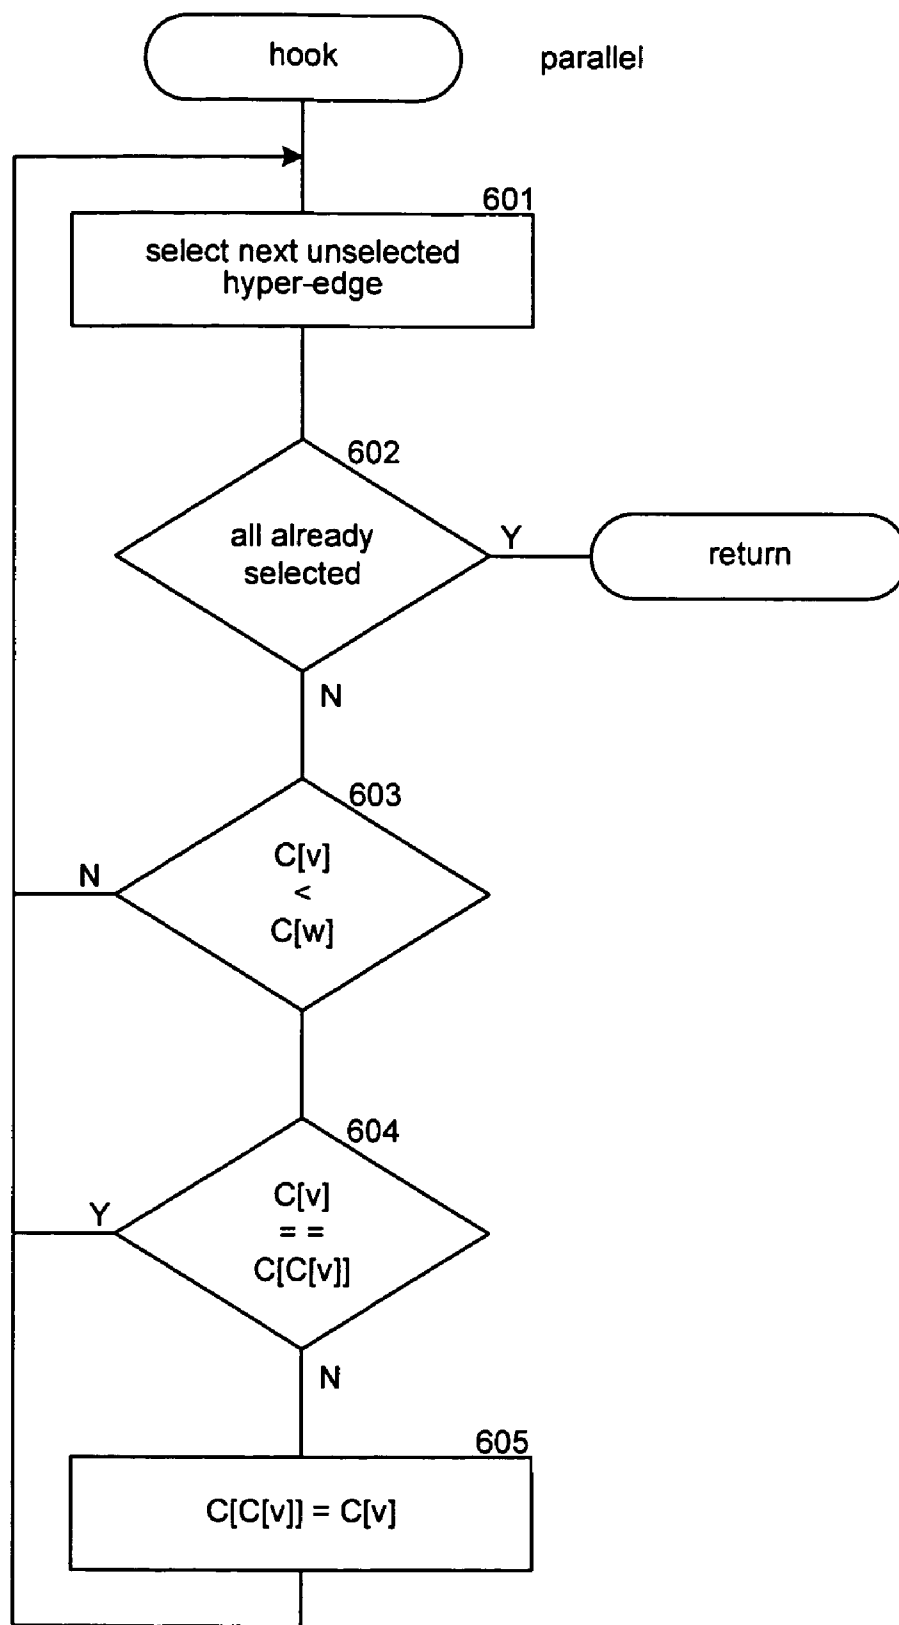 hook
parallel
601
select next unselected
hyper-edge
602
all already
selected
Y
return
N
603
C[v]
<
C[w]
N
604
C[v]
= =
C[C[v]]
Y
N
605
C[C[v]] = C[v]